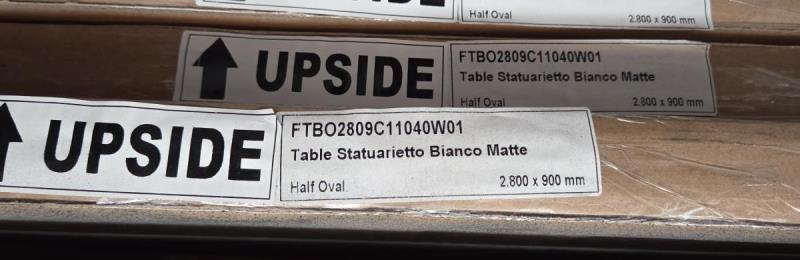 Half Oval
2.800 x 900 mm
UPSIDE
FTBO2809C11040W01
Table Statuarietto Bianco Matte
Half Oval
2.800 x 900 mm
UPSIDE
FTBO2809C11040W01
Table Statuarietto Bianco Matte
Half Oval
2.800 x 900 mm